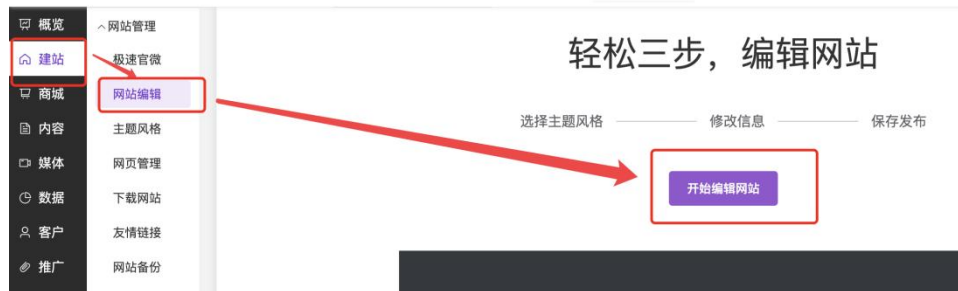 概览
建站
商城
内容
媒体
数据
客户
推广
网站管理
极速官微
网站编辑
主题风格
网页管理
下载网站
友情链接
网站备份
轻松三步，编辑网站
选择主题风格 修改信息 保存发布
开始编辑网站